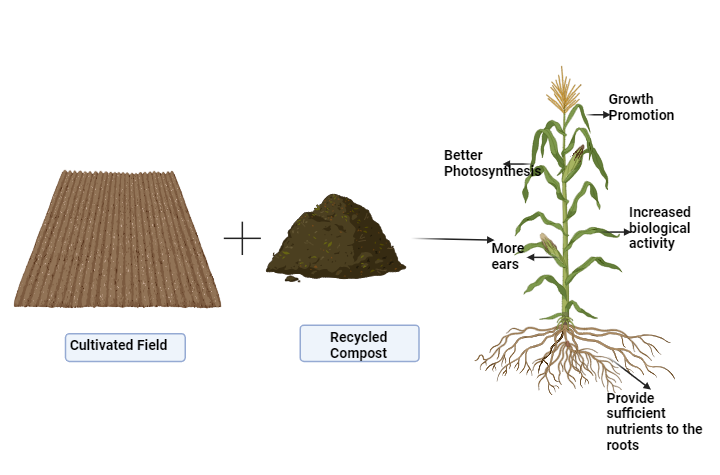 Growth
Promotion
Better
Photosynthesis
Increased
biological
activity
More
ears
Cultivated Field
Recycled
Compost
Provide
sufficient
nutrients to the
roots